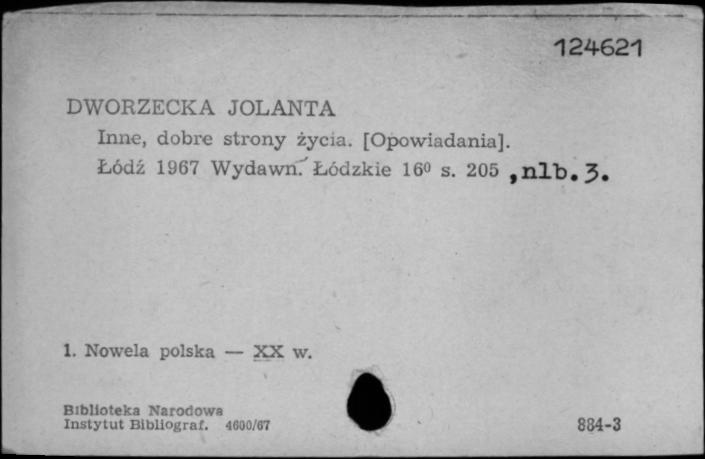 124621
DWORZECKA JOLANTA
Inne, dobre strony życia. [Opowiadania].
Łódź 1967 Wydawn. Łódzkie 16⁰ s. 205 ,nlb.3.
1. Nowela polska — XX w.
Biblioteka Narodowa
Instytut Bibliograf. 4600/67
884-3